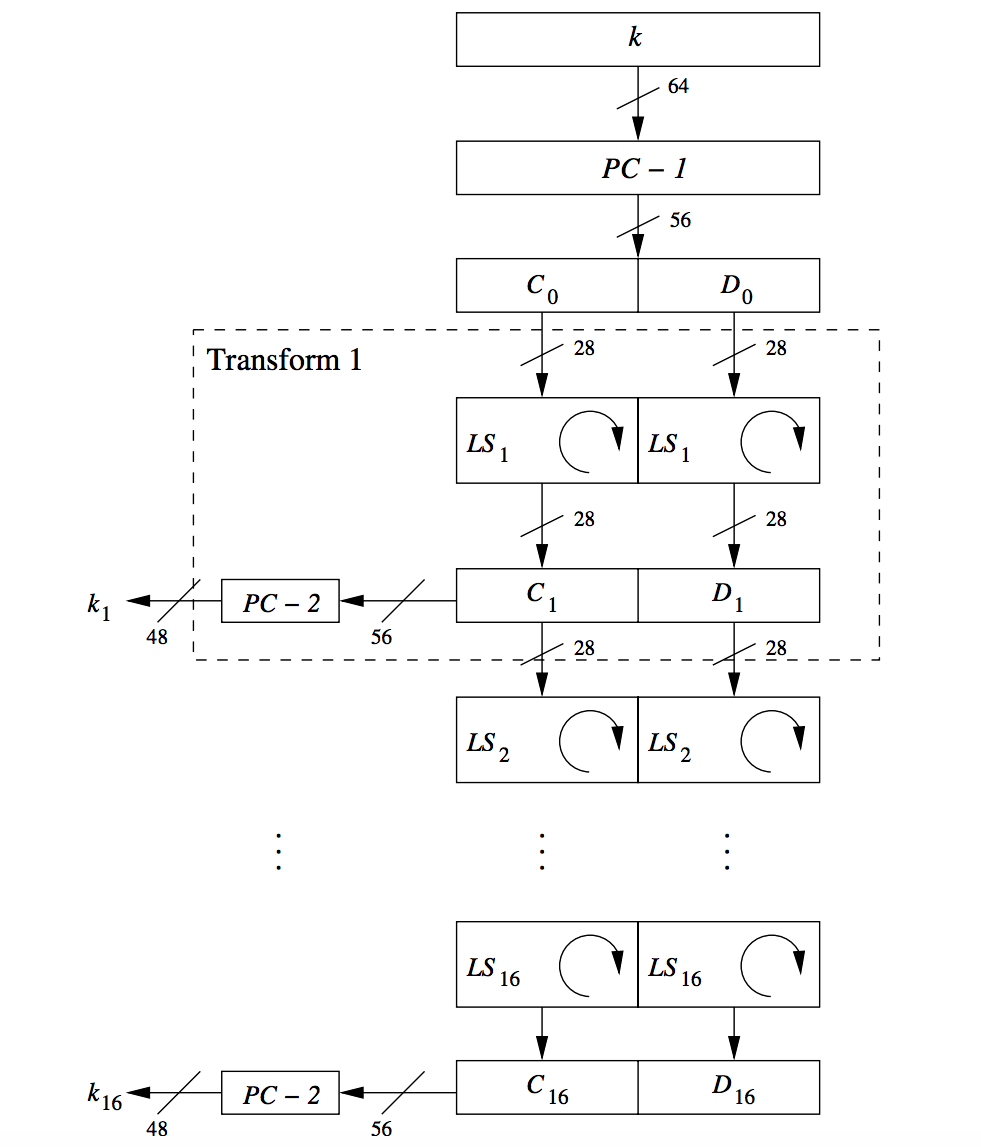 k
64
PC – 1
56
C0 D0
Transform 1 28 28
LS1 LS1
28 28
k1 48 PC – 2 56 C1 D1
28 28
LS2 LS2
⋮ ⋮ ⋮
LS16 LS16
k16 48 PC – 2 56 C16 D16